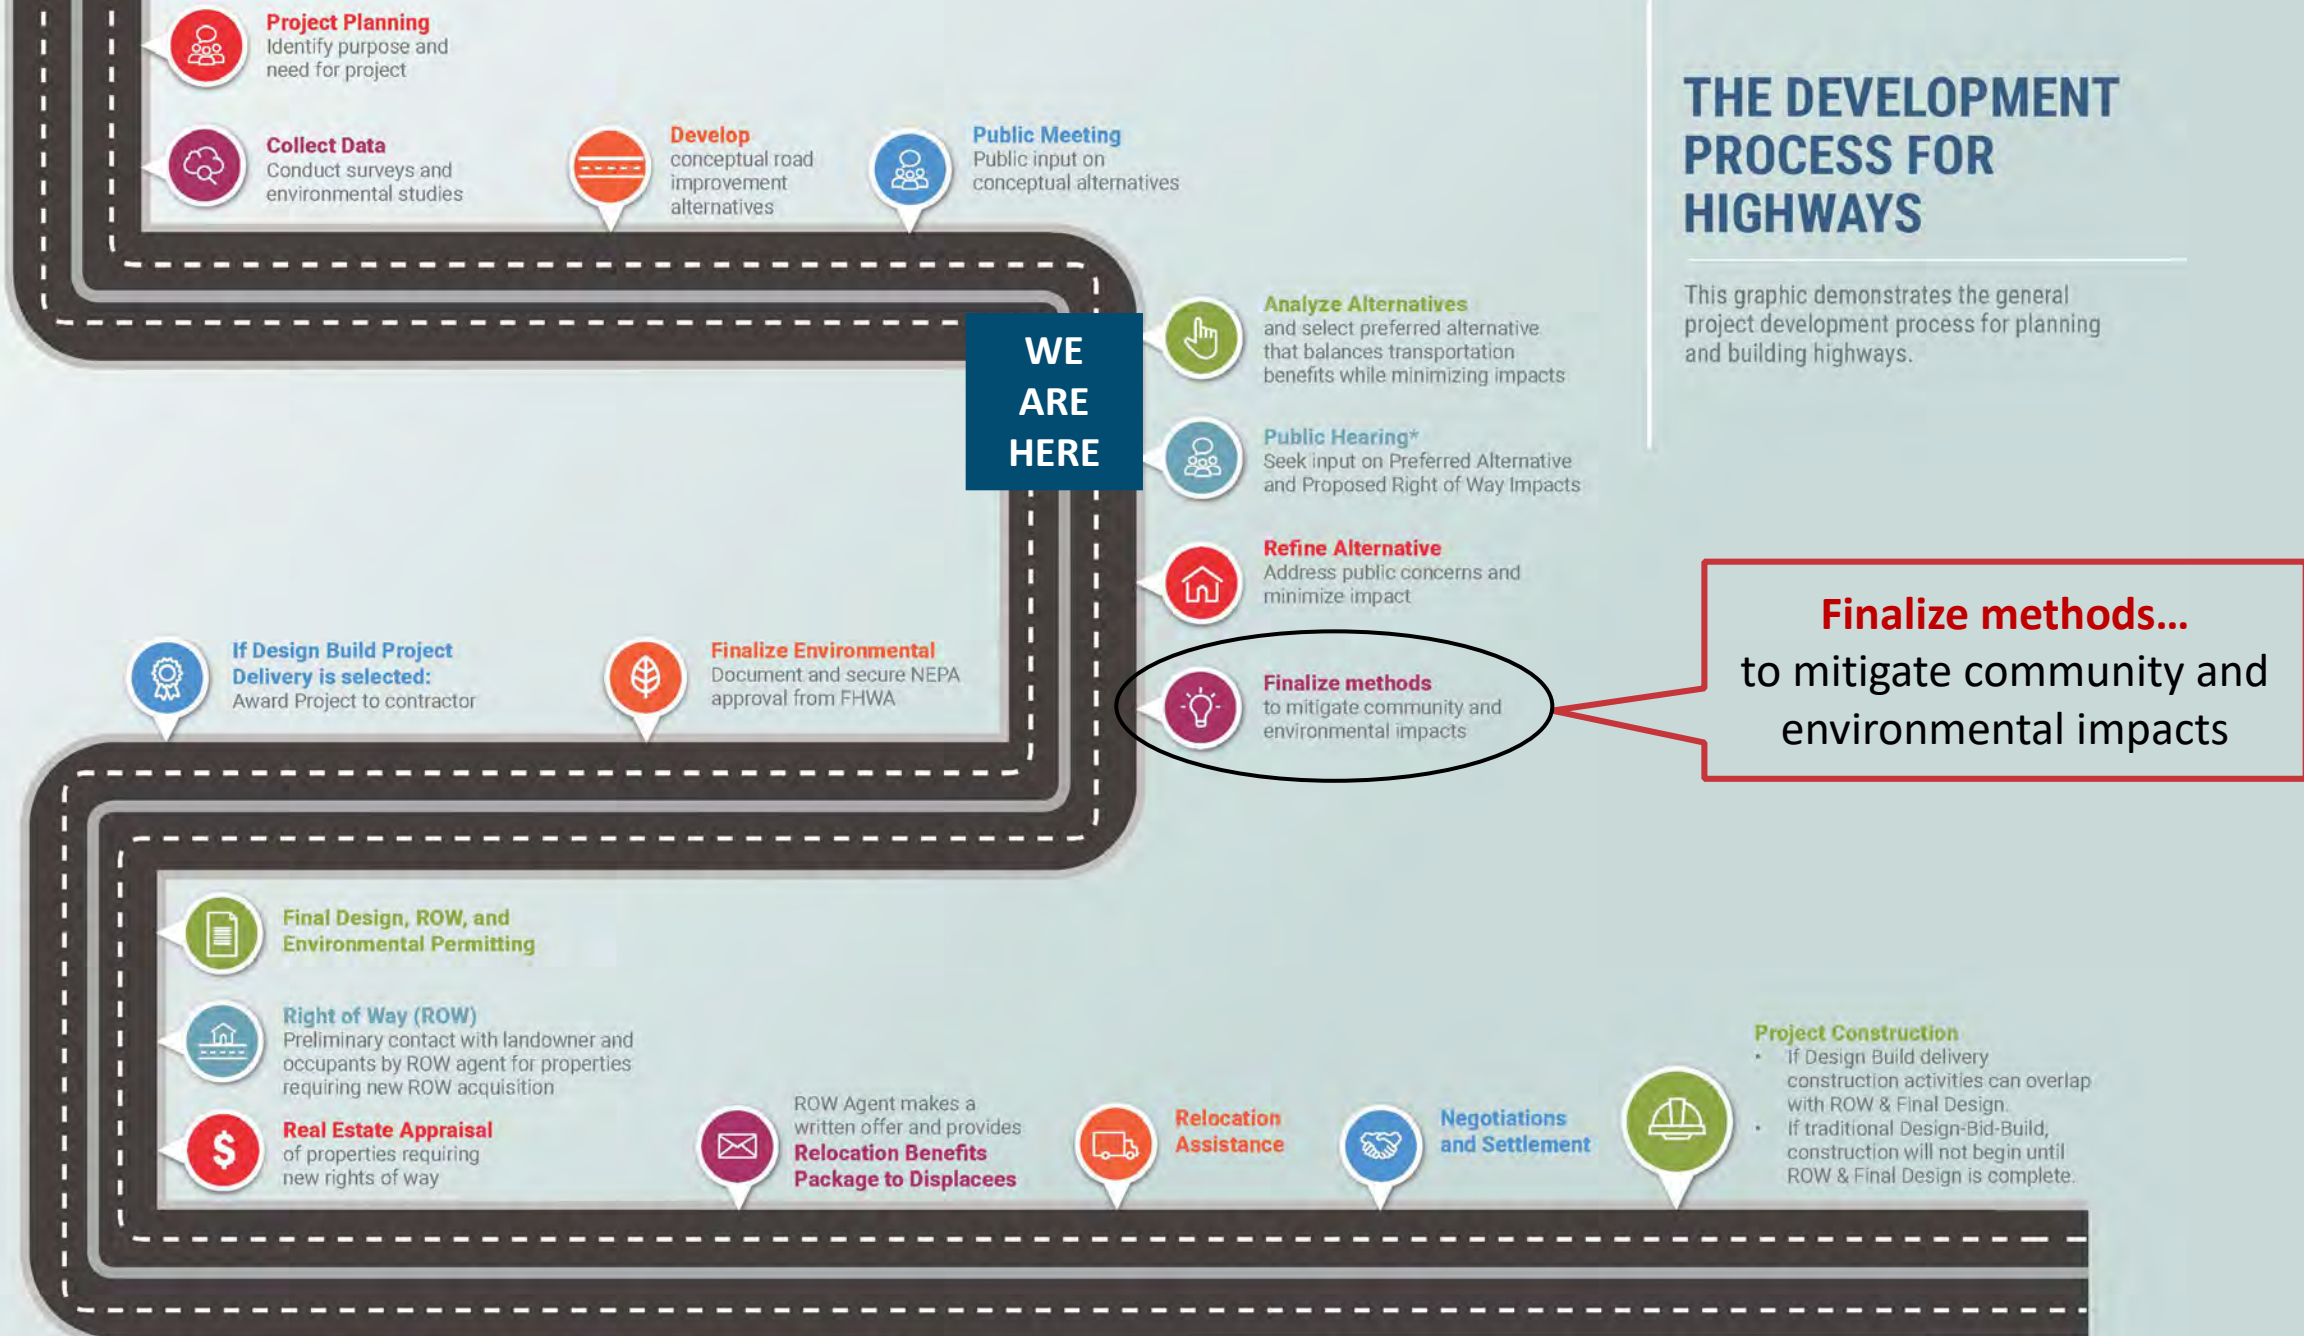 Project Planning
Identify purpose and
need for project
Collect Data
Conduct surveys and
environmental studies
Develop
conceptual road
improvement
alternatives
Public Meeting
Public input on
conceptual alternatives
THE DEVELOPMENT
PROCESS FOR
HIGHWAYS
This graphic demonstrates the general
project development process for planning
and building highways.
WE
ARE
HERE
Analyze Alternatives
and select preferred alternative
that balances transportation
benefits while minimizing impacts
Public Hearing*
Seek input on Preferred Alternative
and Proposed Right of Way Impacts
Refine Alternative
Address public concerns and
minimize impact
Finalize methods
to mitigate community and
environmental impacts
Finalize methods...
to mitigate community and
environmental impacts
Finalize Environmental
Document and secure NEPA
approval from FHWA
If Design Build Project
Delivery is selected:
Award Project to contractor
Final Design, ROW, and
Environmental Permitting
Right of Way (ROW)
Preliminary contact with landowner and
occupants by ROW agent for properties
requiring new ROW acquisition
$
Real Estate Appraisal
of properties requiring
new rights of way
ROW Agent makes a
written offer and provides
Relocation Benefits
Package to Displacees
Relocation
Assistance
Negotiations
and Settlement
Project Construction
• If Design Build delivery
construction activities can overlap
with ROW & Final Design.
• If traditional Design-Bid-Build,
construction will not begin until
ROW & Final Design is complete.